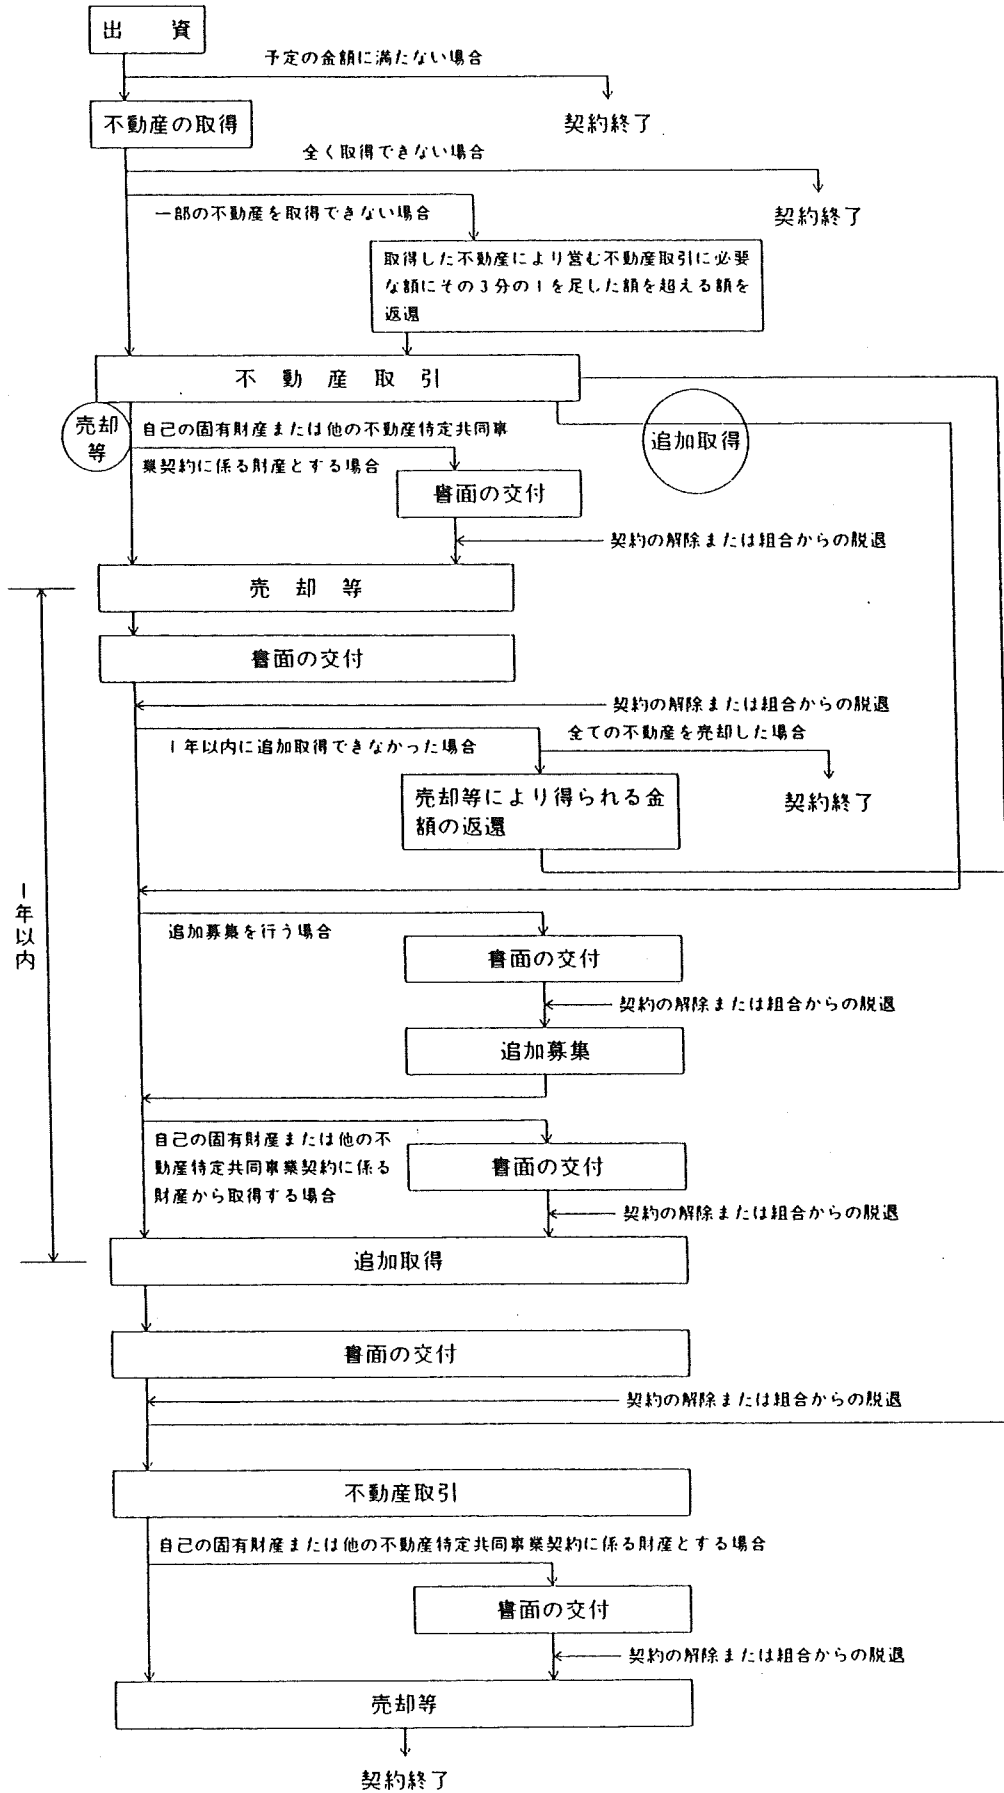 出　資
予定の金額に満たない場合
契約終了
不動産の取得
全く取得できない場合
契約終了
一部の不動産を取得できない場合
取得した不動産により営む不動産取引に必要
な額にその3分の1を足した額を超える額を
返還
不動産取引
売却
等
自己の固有財産または他の不動産特定共同事
業契約に係る財産とする場合
追加取得
書面の交付
契約の解除または組合からの脱退
売却等
書面の交付
契約の解除または組合からの脱退
1年以内に追加取得できなかった場合
全ての不動産を売却した場合
契約終了
売却等により得られる金
額の返還
1年以内
追加募集を行う場合
書面の交付
契約の解除または組合からの脱退
追加募集
自己の固有財産または他の不
動産特定共同事業契約に係る
財産から取得する場合
書面の交付
契約の解除または組合からの脱退
追加取得
書面の交付
契約の解除または組合からの脱退
不動産取引
自己の固有財産または他の不動産特定共同事業契約に係る財産とする場合
書面の交付
契約の解除または組合からの脱退
売却等
契約終了